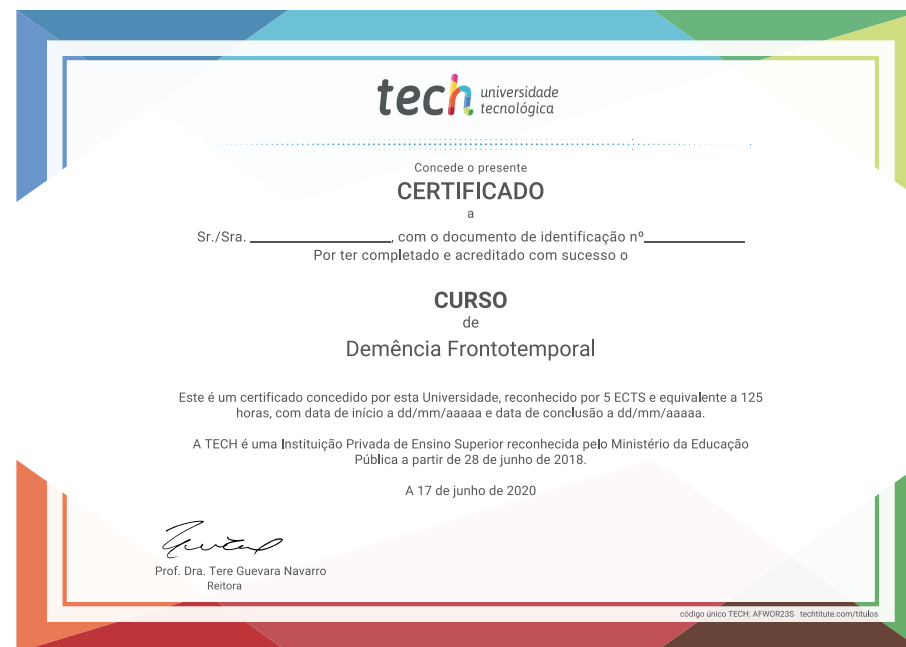 tech universidade
tecnológica
Concede o presente
CERTIFICADO
a
Sr./Sra. ____________________, com o documento de identificação nº______________
Por ter completado e acreditado com sucesso o
CURSO
de
Demência Frontotemporal
Este é um certificado concedido por esta Universidade, reconhecido por 5 ECTS e equivalente a 125
horas, com data de início a dd/mm/aaaaa e data de conclusão a dd/mm/aaaaa.
A TECH é uma Instituição Privada de Ensino Superior reconhecida pelo Ministério da Educação
Pública a partir de 28 de junho de 2018.
A 17 de junho de 2020
Prof. Dra. Tere Guevara Navarro
Reitora
código único TECH: AFWOR23S techtitute.com/titulos